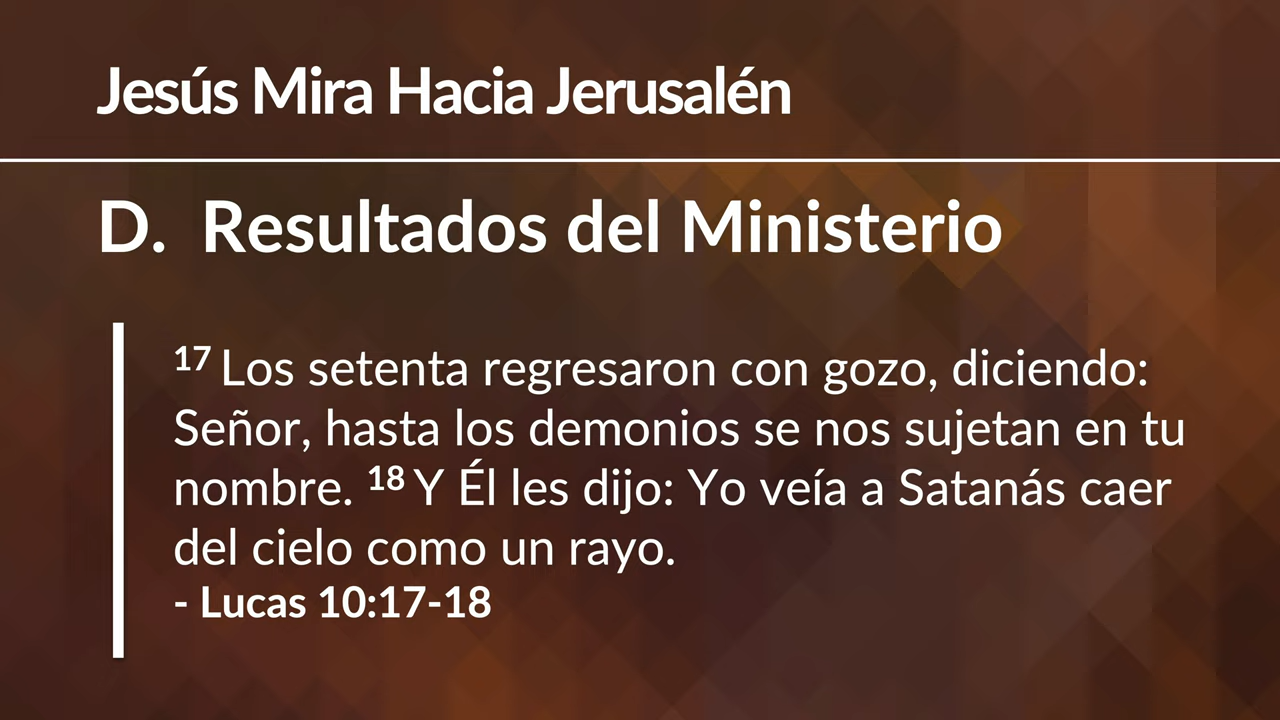 Jesús Mira Hacia Jerusalén
D. Resultados del Ministerio
17 Los setenta regresaron con gozo, diciendo:
Señor, hasta los demonios se nos sujetan en tu
nombre. 18 Y Él les dijo: Yo veía a Satanás caer
del cielo como un rayo.
- Lucas 10:17-18